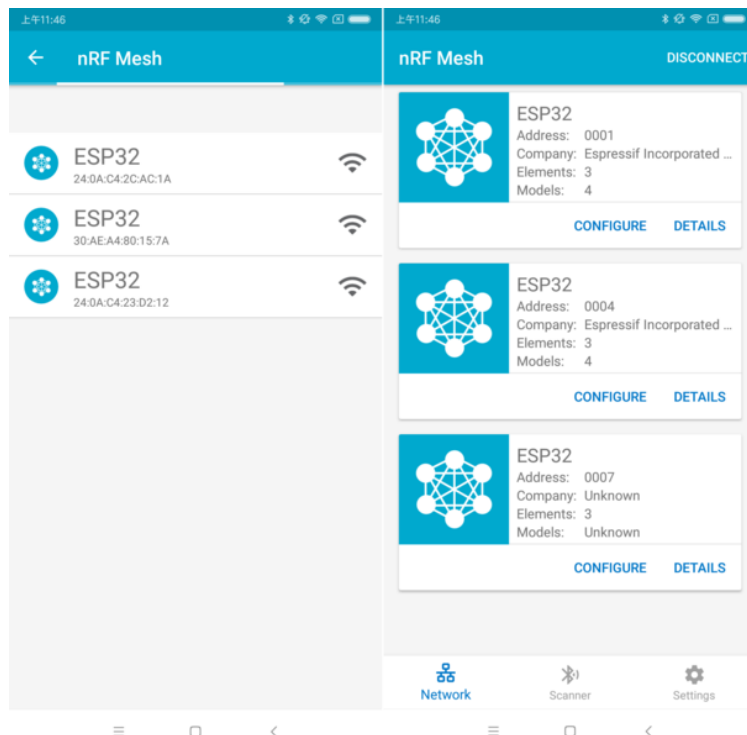 上午11:46
nRF Mesh
ESP32
24:0A:C4:2C:AC:1A
ESP32
30:AE:A4:80:15:7A
ESP32
24:0A:C4:23:D2:12
上午11:46
nRF Mesh
DISCONNECT
ESP32
Address: 0001
Company: Espressif Incorporated ...
Elements: 3
Models: 4
CONFIGURE DETAILS
ESP32
Address: 0004
Company: Espressif Incorporated ...
Elements: 3
Models: 4
CONFIGURE DETAILS
ESP32
Address: 0007
Company: Unknown
Elements: 3
Models: Unknown
CONFIGURE DETAILS
Network Scanner Settings